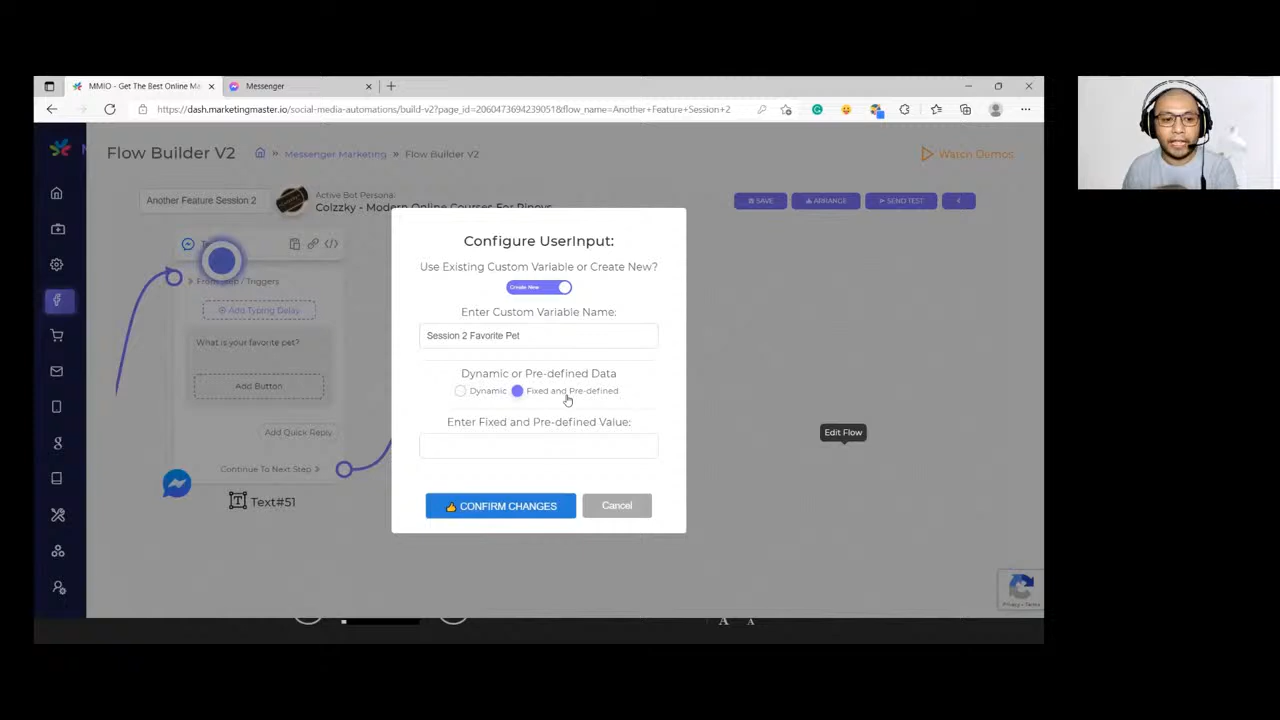 MMIO - Get The Best Online Ma
Messenger
https://dash.marketingmaster.io/social-media-automations/build-v2?page_id=206047369423905&flow_name=Another+Feature+Session+2
Flow Builder V2
Messenger Marketing » Flow Builder V2
Watch Demos
Another Feature Session 2
Active Bot Persona:
Coizzky - Modern Online Courses For Pinoys
SAVE
ARRANGE
SEND TEST
Triggers
Add Typing Delay
What is your favorite pet?
Add Button
Add Quick Reply
Continue To Next Step
Text#51
Configure UserInput:
Use Existing Custom Variable or Create New?
Create New
Enter Custom Variable Name:
Session 2 Favorite Pet
Dynamic or Pre-defined Data
Dynamic
Fixed and Pre-defined
Enter Fixed and Pre-defined Value:
CONFIRM CHANGES
Cancel
Edit Flow
Privacy - Terms
A A